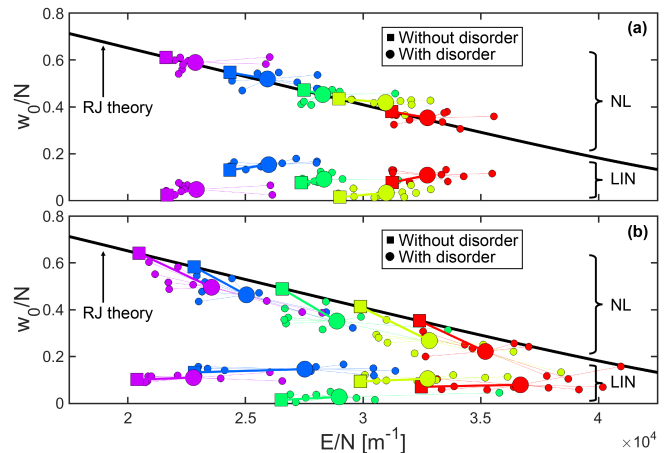 0.8
(a)
Without disorder
With disorder
0.6
w₀/N
0.4
RJ theory
NL
0.2
LIN
0
0.8
(b)
Without disorder
With disorder
0.6
w₀/N
0.4
RJ theory
NL
0.2
LIN
0
2 2.5 3 3.5 4
E/N [m⁻¹]
×10⁴